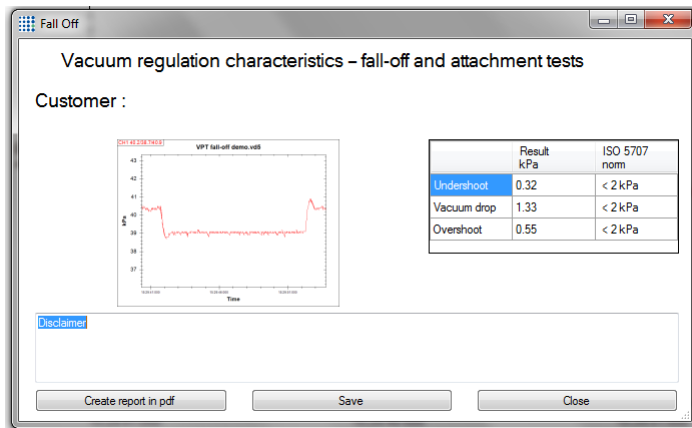 Fall Off
Vacuum regulation characteristics – fall-off and attachment tests
Customer :
VPT fall-off demo.vd5
43
42
41
40
39
38
37
kPa
Time
Result kPa
ISO 5707 norm
Undershoot 0.32 < 2 kPa
Vacuum drop 1.33 < 2 kPa
Overshoot 0.55 < 2 kPa
Disclaimer
Create report in pdf
Save
Close